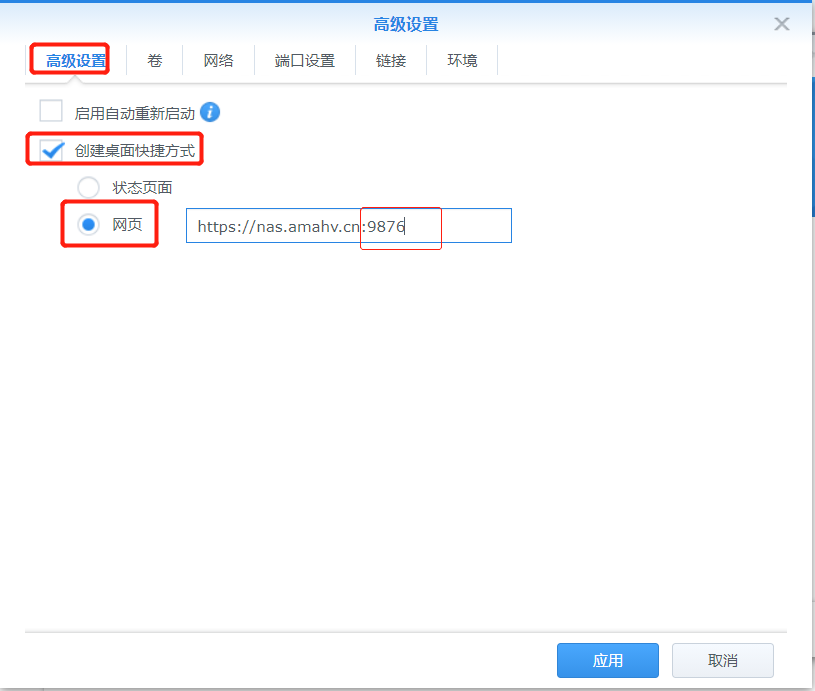 高级设置
高级设置 卷 网络 端口设置 链接 环境
启用自动重新启动 i
创建桌面快捷方式
状态页面
网页 https://nas.amahv.cn:9876
应用 取消